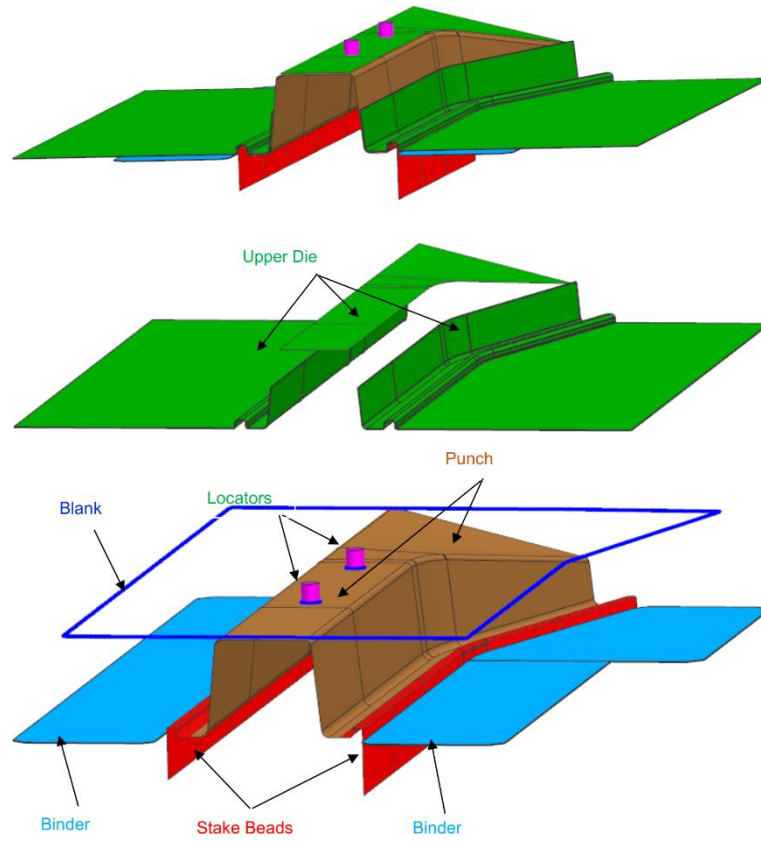 Upper Die
Punch
Locators
Blank
Binder
Stake Beads
Binder